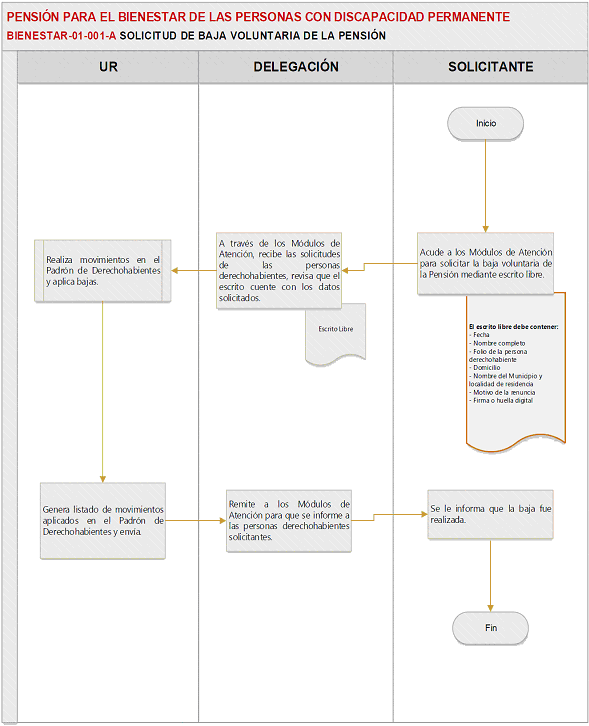 PENSIÓN PARA EL BIENESTAR DE LAS PERSONAS CON DISCAPACIDAD PERMANENTE
BIENESTAR-01-001-A SOLICITUD DE BAJA VOLUNTARIA DE LA PENSIÓN
UR
DELEGACIÓN
SOLICITANTE
Inicio
Acude a los Módulos de Atención
para solicitar la baja voluntaria de
la Pensión mediante escrito libre.
El escrito libre debe contener:
- Fecha
- Nombre completo
- Folio de la persona
derechohabiente
- Domicilio
- Nombre del Municipio y
localidad de residencia
- Motivo de la renuncia
- Firma o huella digital
A través de los Módulos de
Atención, recibe las solicitudes
de las personas
derechohabientes, revisa que el
escrito cuente con los datos
solicitados.
Escrito Libre
Realiza movimientos en el
Padrón de Derechohabientes
y aplica bajas.
Genera listado de movimientos
aplicados en el Padrón de
Derechohabientes y envía.
Remite a los Módulos de
Atención para que se informe a
las personas derechohabientes
solicitantes.
Se le informa que la baja fue
realizada.
Fin